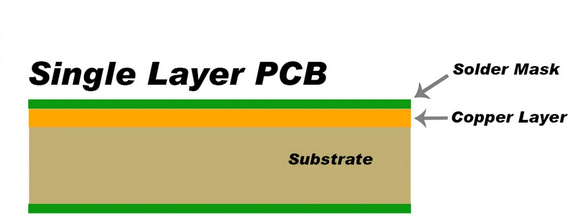 Single Layer PCB
Solder Mask
Copper Layer
Substrate